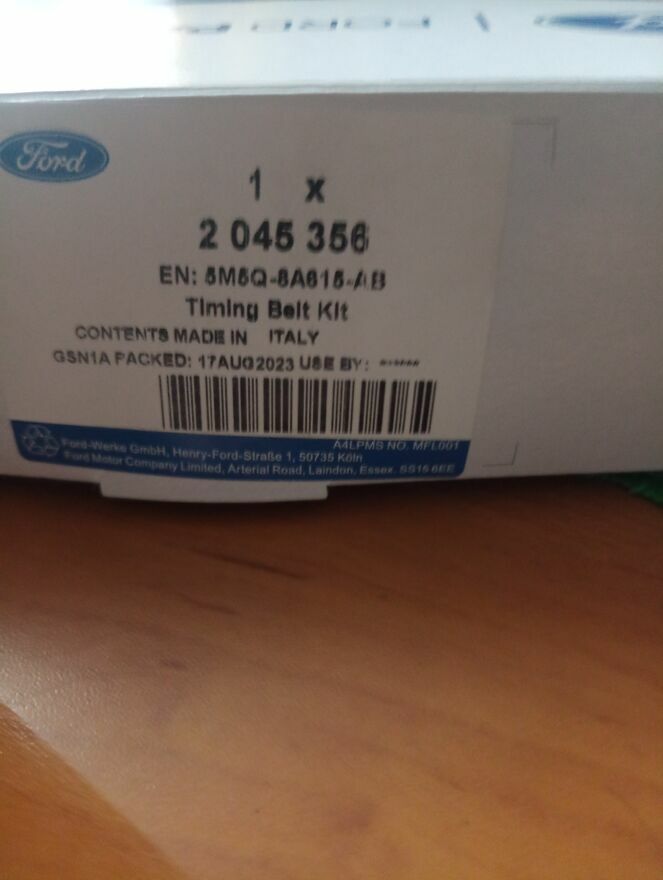 FORD
Ford
1 x
2 045 356
EN: 5M5Q-8A615-AB
Timing Belt Kit
CONTENTS MADE IN ITALY
GSN1A PACKED: 17AUG2023 USE BY:
A4LPMS NO. MFL001
Ford-Werke GmbH, Henry-Ford-Straße 1, 50735 Köln
Ford Motor Company Limited, Arterial Road, Laindon, Essex. SS15 6EE